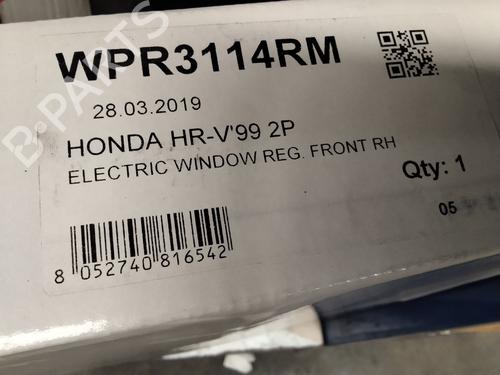 WPR3114RM
28.03.2019
HONDA HR-V'99 2P
ELECTRIC WINDOW REG. FRONT RH
Qty: 1
05
8 052740 816542
B-PARTS